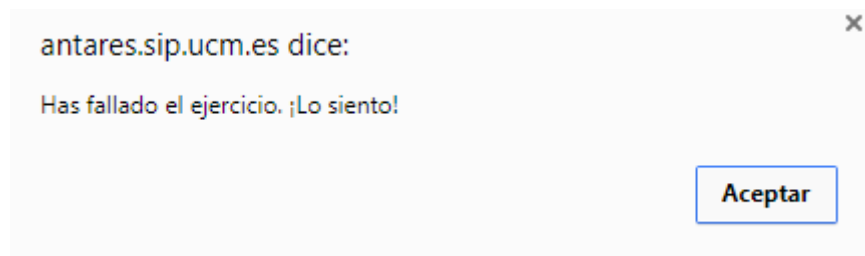 antares.sip.ucm.es dice:
Has fallado el ejercicio. ¡Lo siento!
Aceptar